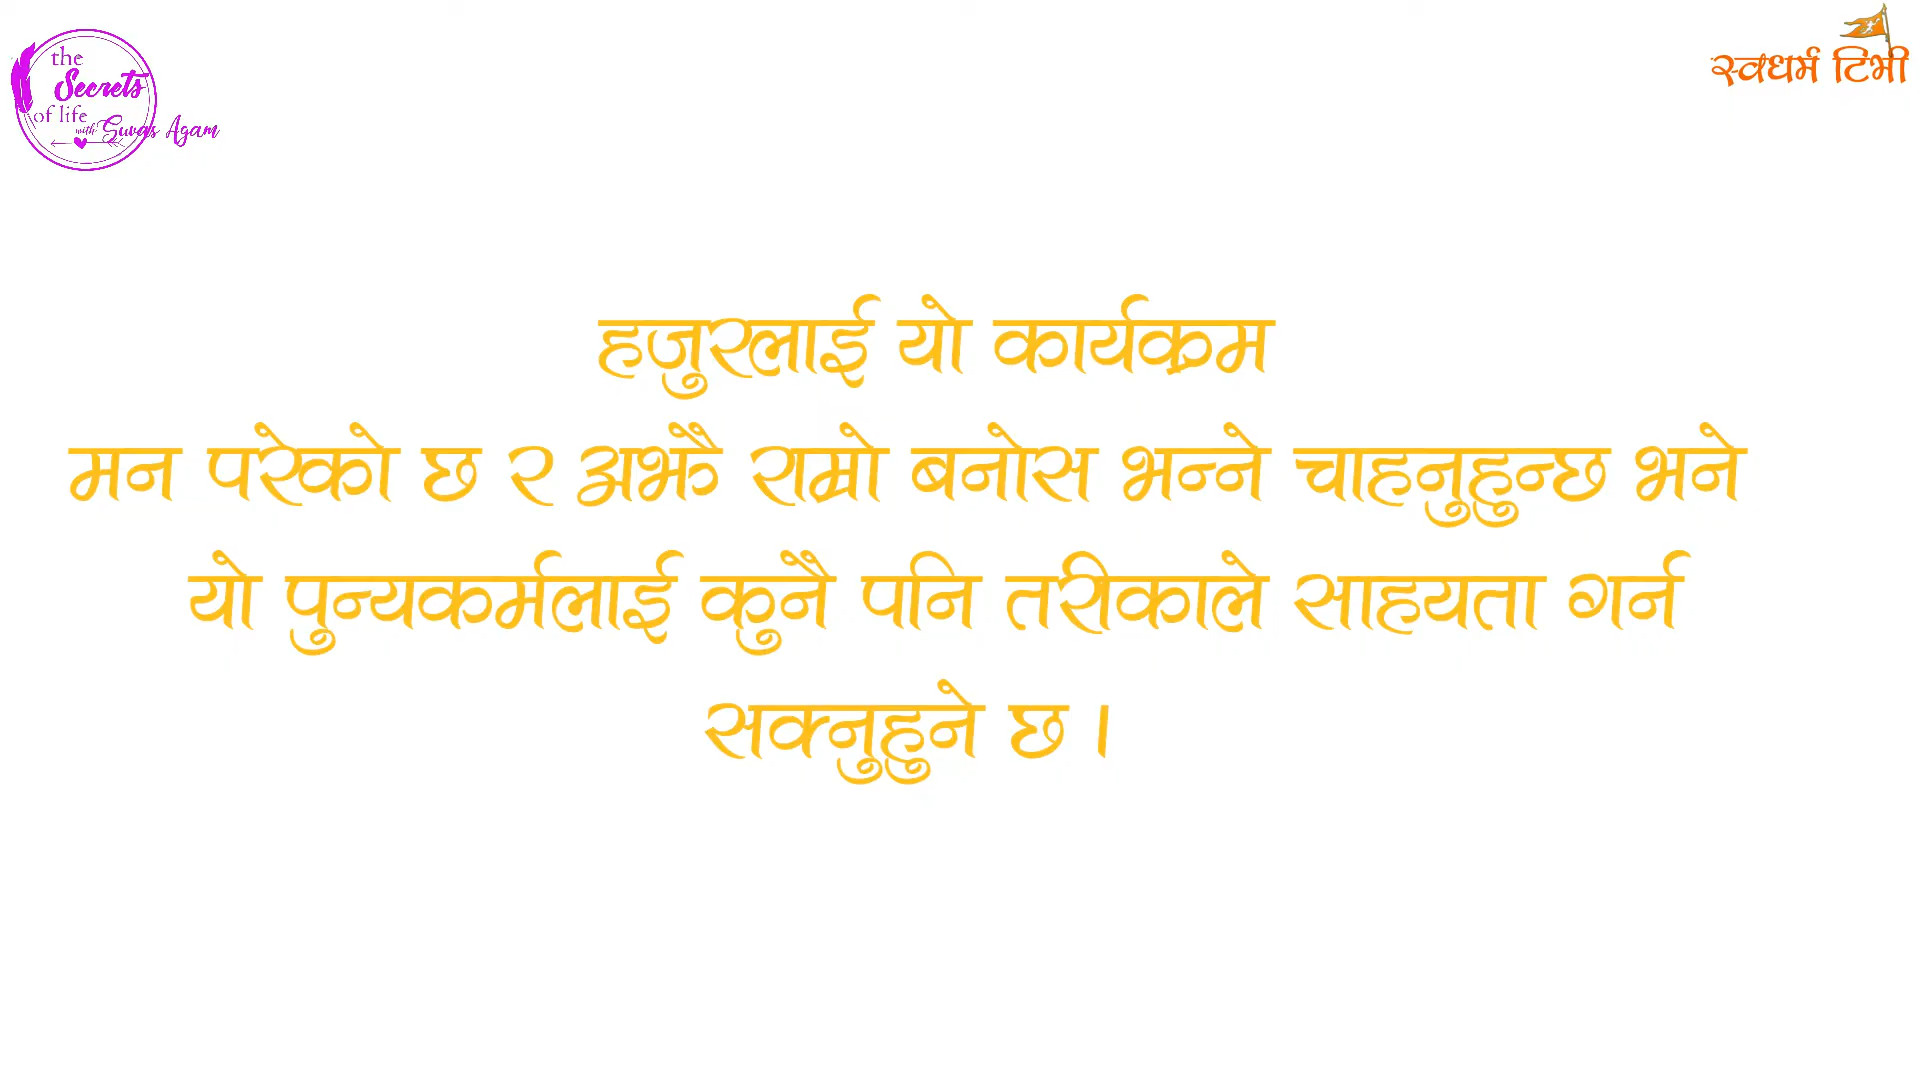 the
Secrets
of life
with Suvas Agam
स्वधर्म टिभी
हजुरलाई यो कार्यक्रम
मन परेको छ र अझै राम्रो बनोस भन्ने चाहनुहुन्छ भने
यो पुन्यकर्मलाई कुनै पनि तरीकाले साहयता गर्न
सक्नुहुने छ ।